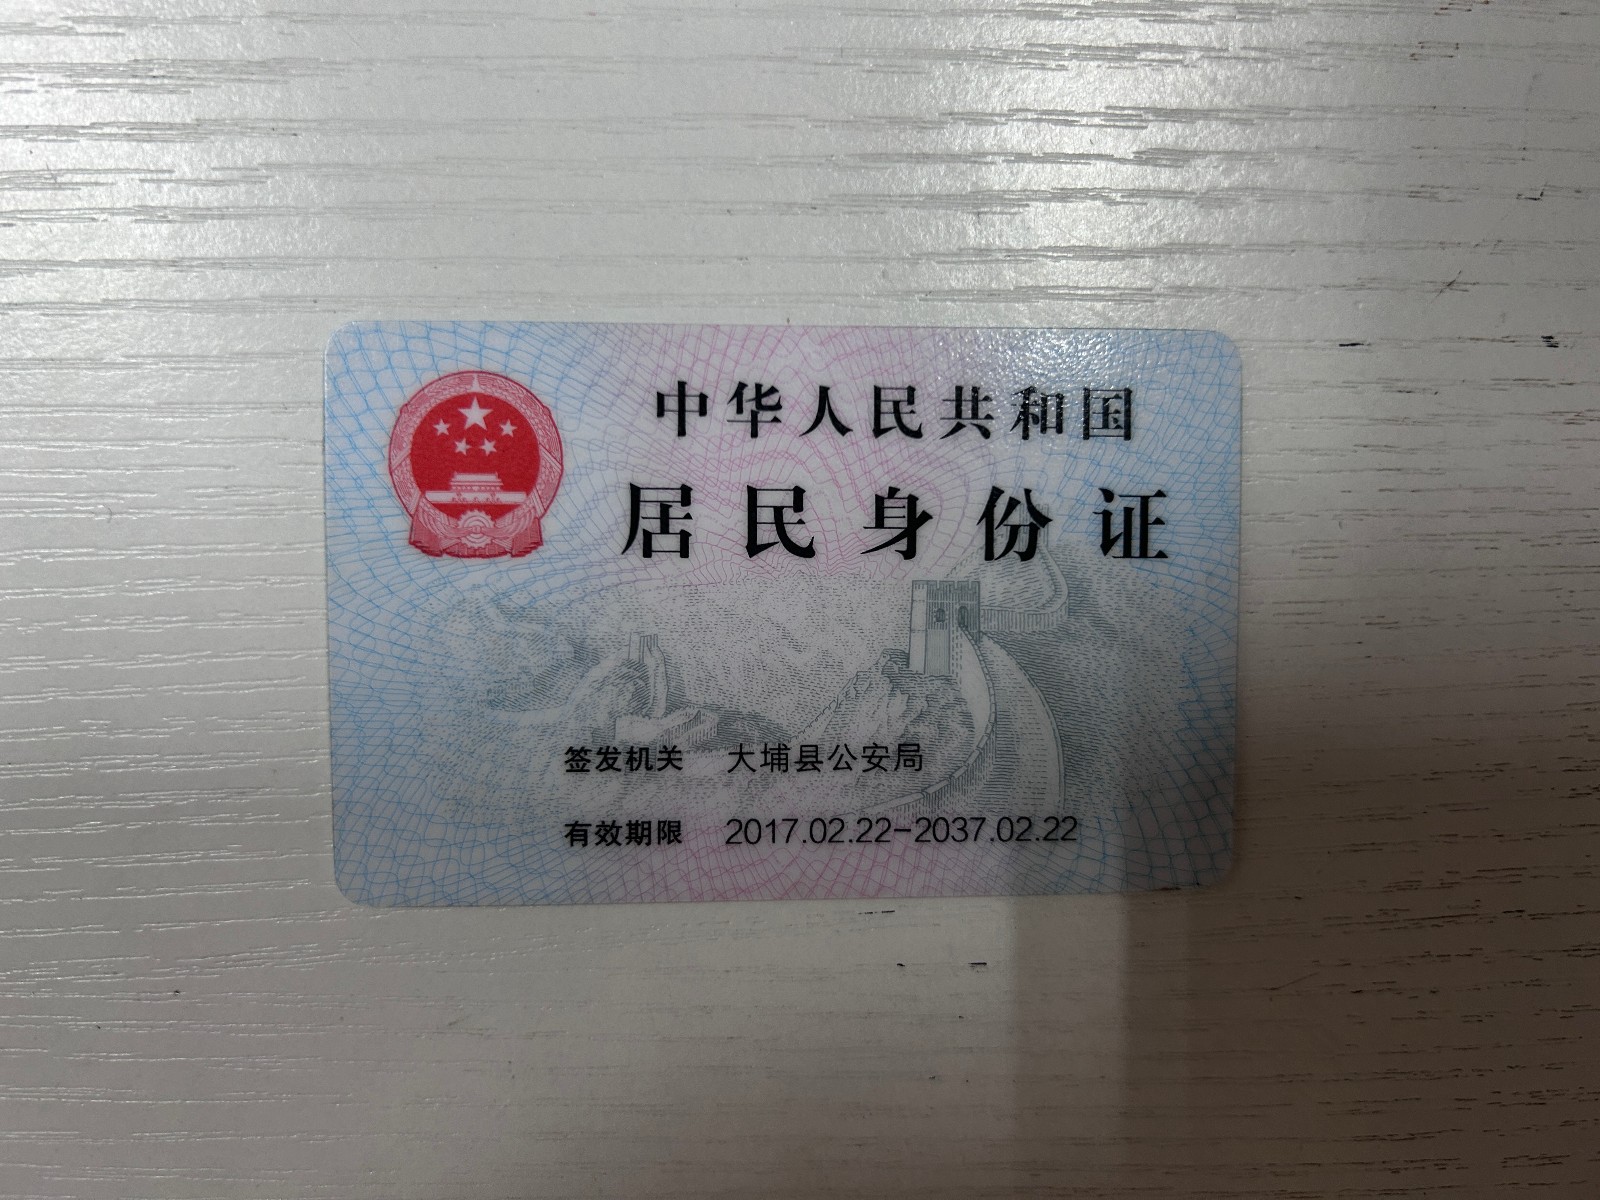 中华人民共和国
居民身份证
签发机关 大埔县公安局
有效期限 2017.02.22-2037.02.22